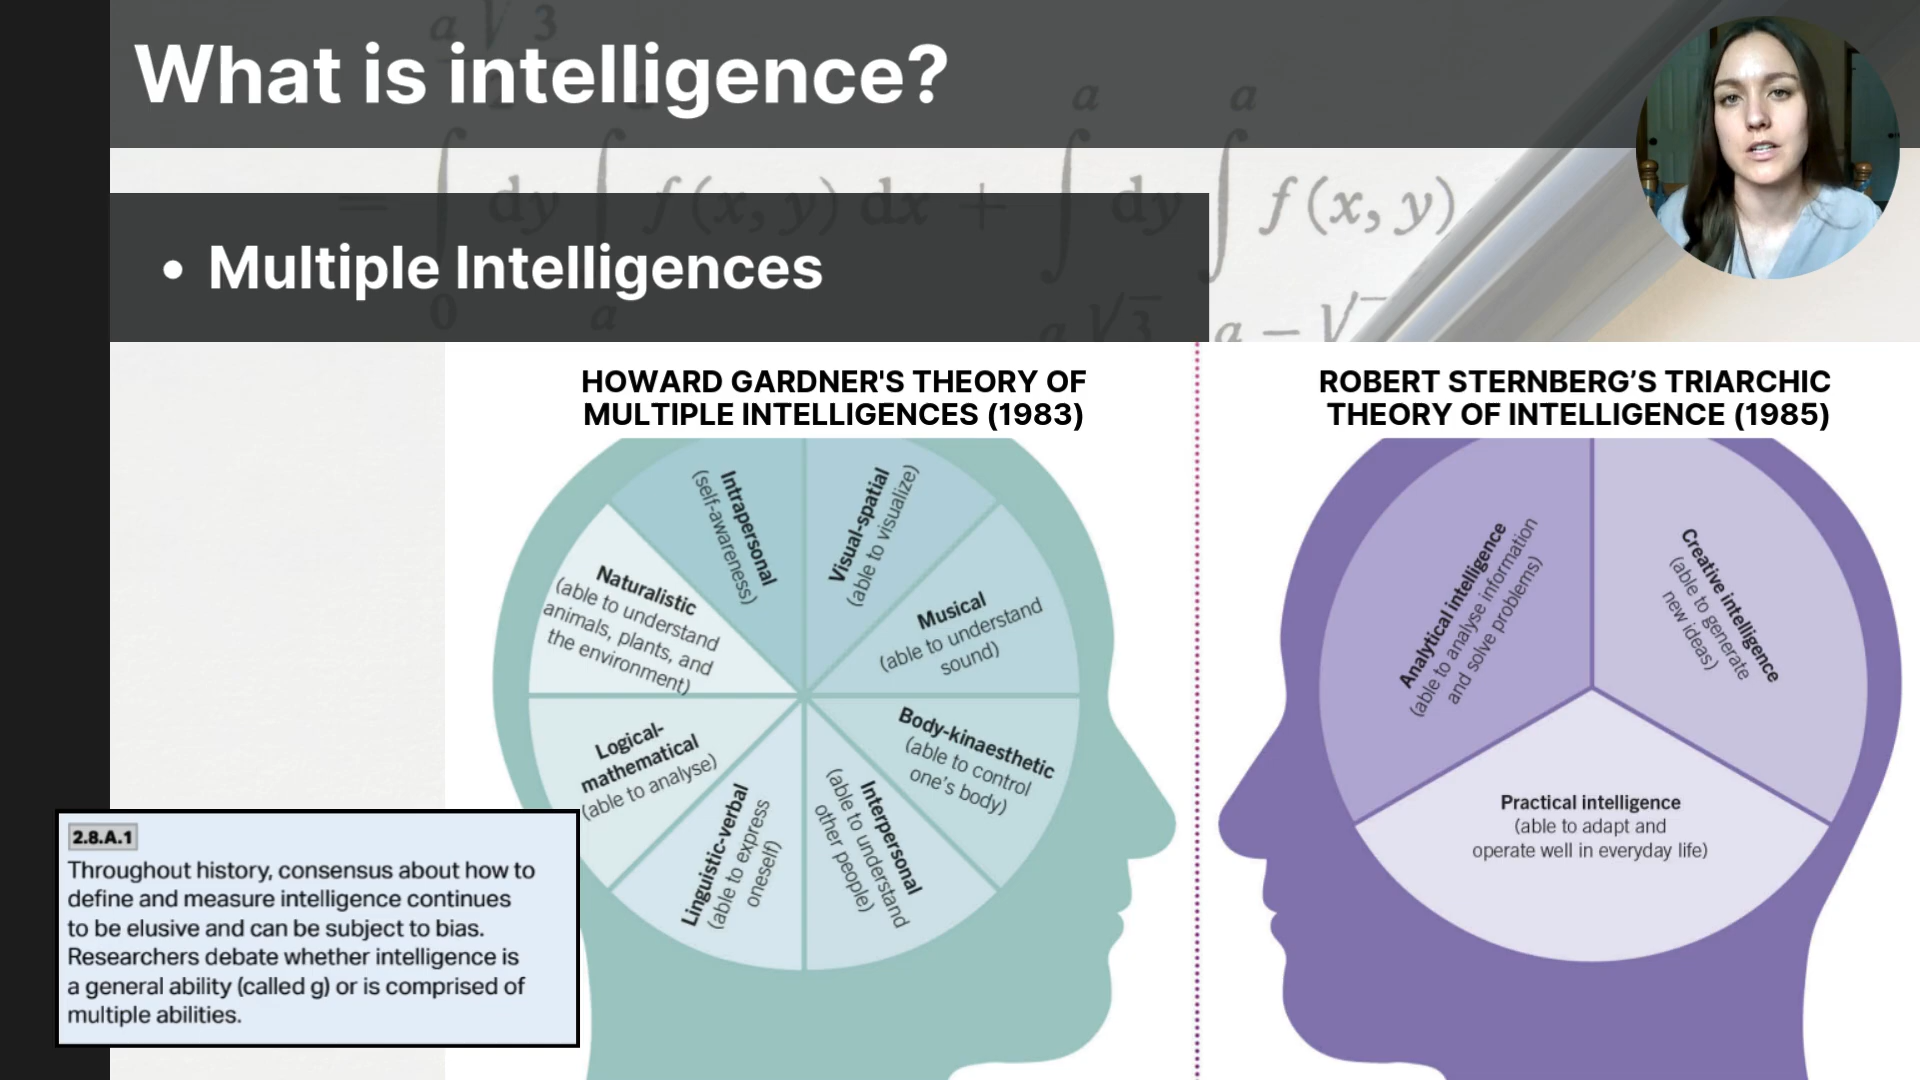 What is intelligence?
• Multiple Intelligences
HOWARD GARDNER'S THEORY OF
MULTIPLE INTELLIGENCES (1983)
Intrapersonal
(self-awareness)
Visual-spatial
(able to visualize)
Musical
(able to understand
sound)
Body-kinaesthetic
(able to control
one's body)
Interpersonal
(able to understand
other people)
Linguistic-verbal
(able to express
oneself)
Logical-
mathematical
(able to analyse)
Naturalistic
(able to understand
animals, plants, and
the environment)
ROBERT STERNBERG’S TRIARCHIC
THEORY OF INTELLIGENCE (1985)
Analytical intelligence
(able to analyse information
and solve problems)
Creative intelligence
(able to generate
new ideas)
Practical intelligence
(able to adapt and
operate well in everyday life)
2.8.A.1
Throughout history, consensus about how to
define and measure intelligence continues
to be elusive and can be subject to bias.
Researchers debate whether intelligence is
a general ability (called g) or is comprised of
multiple abilities.
a √3
a a
= ∫ dy ∫ f(x, y) dx + ∫ dy ∫ f(x, y)
0 a a √3 a − √